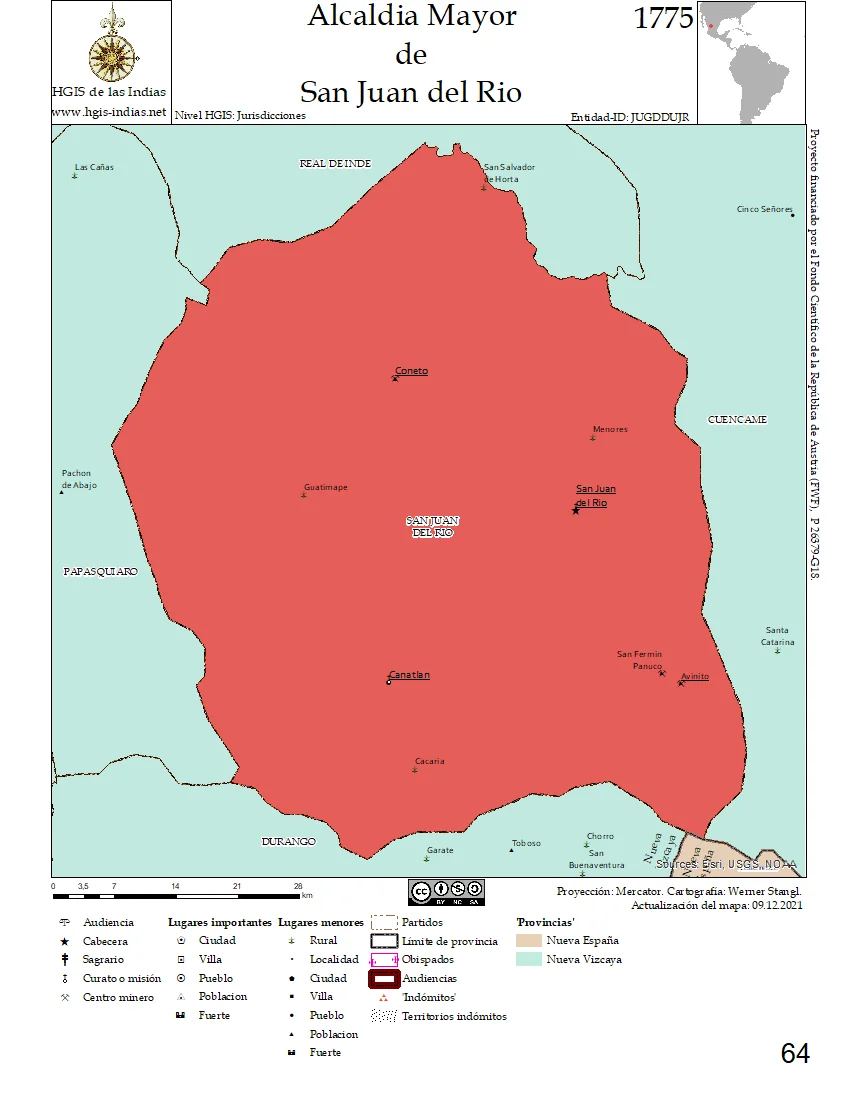 Alcaldia Mayor
de
San Juan del Rio
1775
HGIS de las Indias
www.hgis-indias.net
Nivel HGIS: Jurisdicciones
Entidad-ID: JUGDDUJR
Proyecto financiado por el Fondo Científico de la República de Austria (FWF), P 26379-G18.
Las Cañas
REAL DE INDE
San Salvador
de Horta
Cinco Señores
Coneto
CUENCAME
Menores
Pachon
de Abajo
Guatimape
San Juan
del Rio
SAN JUAN
DEL RIO
PAPASQUIARO
Santa
Catarina
San Fermin
Panuco
Avinito
Canatlan
Cacaria
DURANGO
Garate
Toboso
Chorro
San
Buenaventura
Nueva
Nueva
Sources: Esri, USGS, NOAA
0 3,5 7 14 21 28
km
CC BY NC SA
Proyección: Mercator. Cartografía: Werner Stangl.
Actualización del mapa: 09.12.2021
Audiencia
Cabecera
Sagrario
Curato o misión
Centro minero
Lugares importantes
Ciudad
Villa
Pueblo
Poblacion
Fuerte
Lugares menores
Rural
Localidad
Ciudad
Villa
Pueblo
Poblacion
Fuerte
Partidos
Límite de provincia
Obispados
Audiencias
'Indómitos'
Territorios indómitos
'Provincias'
Nueva España
Nueva Vizcaya
64